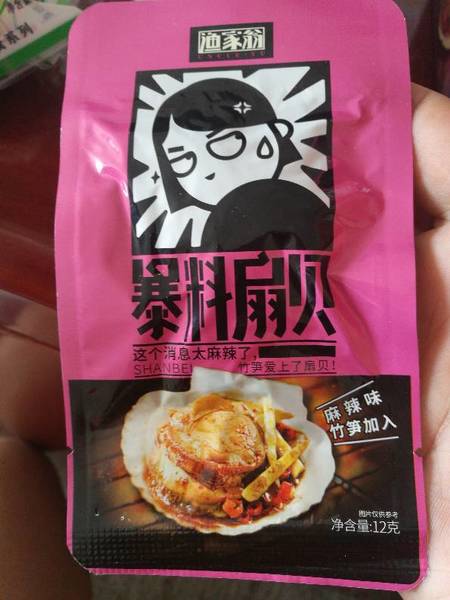 渔家翁
UNCLE·YU
暴料扇贝
这个消息太麻辣了，
SHANBEI 竹笋爱上了扇贝！
麻辣味
竹笋加入
图片仅供参考
净含量:12克